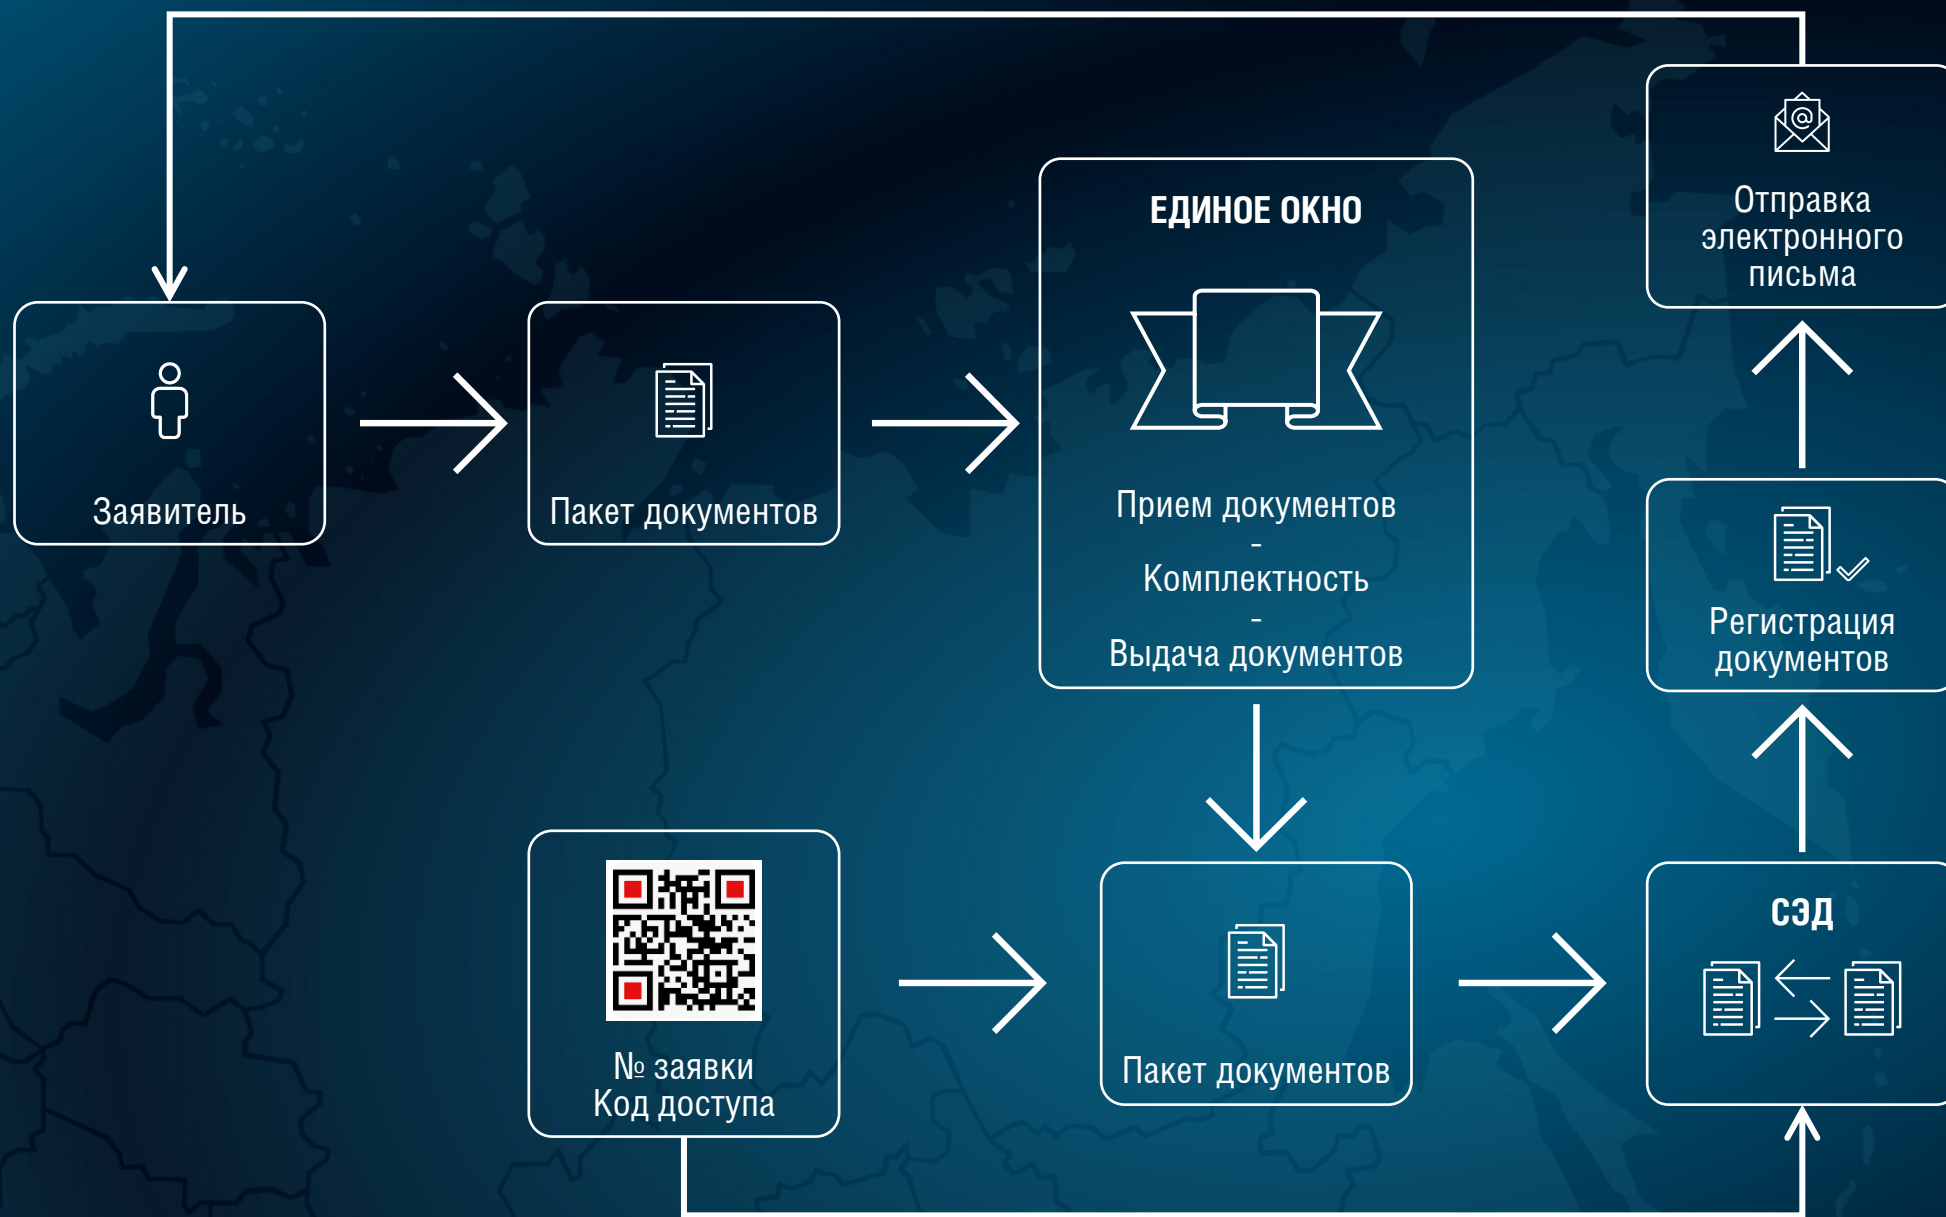 Отправка
электронного
письма
ЕДИНОЕ ОКНО
Заявитель
Пакет документов
Прием документов
-
Комплектность
-
Выдача документов
Регистрация
документов
№ заявки
Код доступа
Пакет документов
СЭД